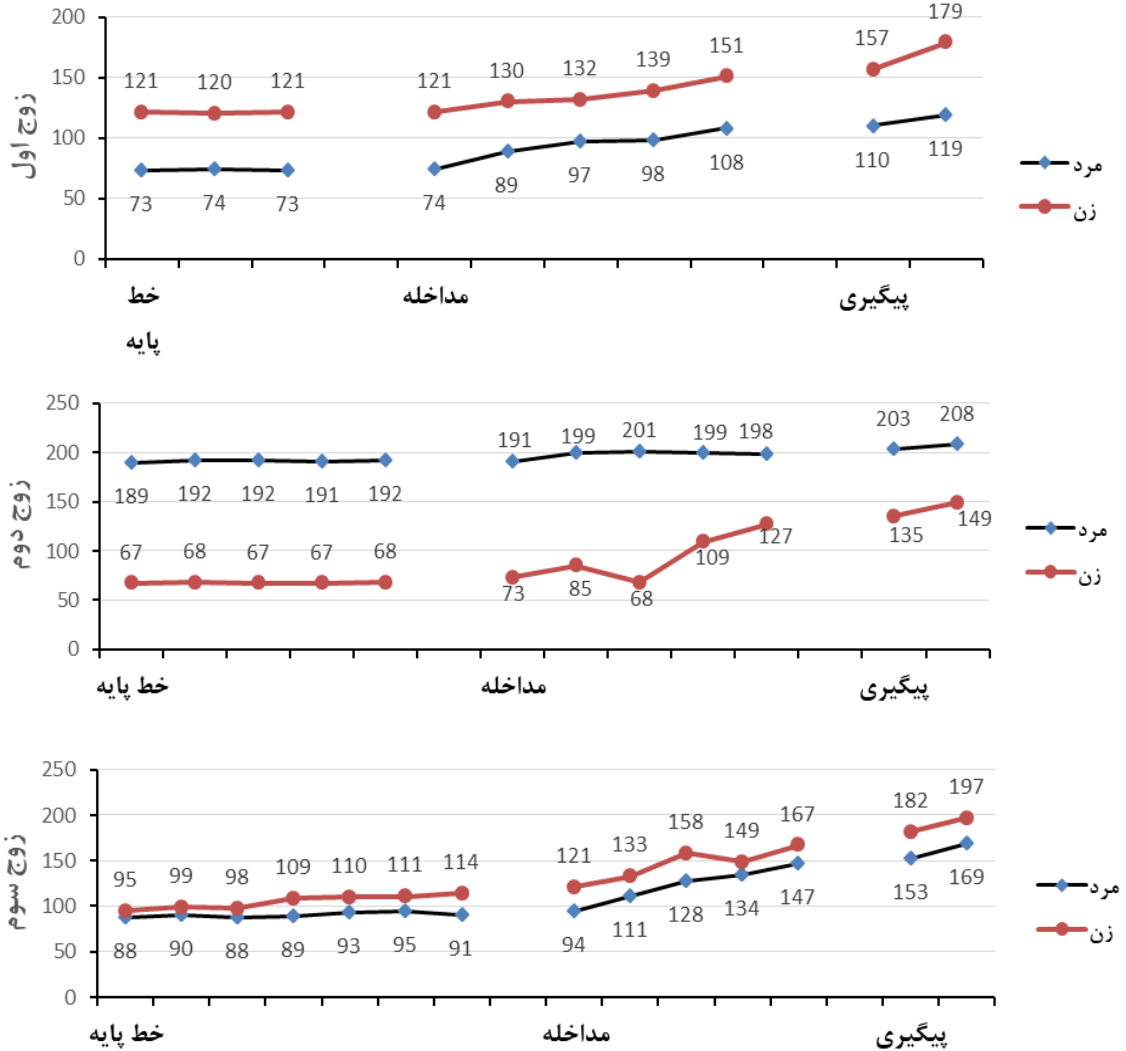 200
150
100
50
0
زوج اول
121 120 121 121 130 132 139 151 157 179
73 74 73 74 89 97 98 108 110 119
مرد
زن
خط
پایه
مداخله
پیگیری
250
200
150
100
50
0
زوج دوم
189 192 192 191 192 191 199 201 199 198 203 208
67 68 67 67 68 73 85 68 109 127 135 149
مرد
زن
خط پایه
مداخله
پیگیری
250
200
150
100
50
0
زوج سوم
95 99 98 109 110 111 114 121 133 158 149 167 182 197
88 90 88 89 93 95 91 94 111 128 134 147 153 169
مرد
زن
خط پایه
مداخله
پیگیری